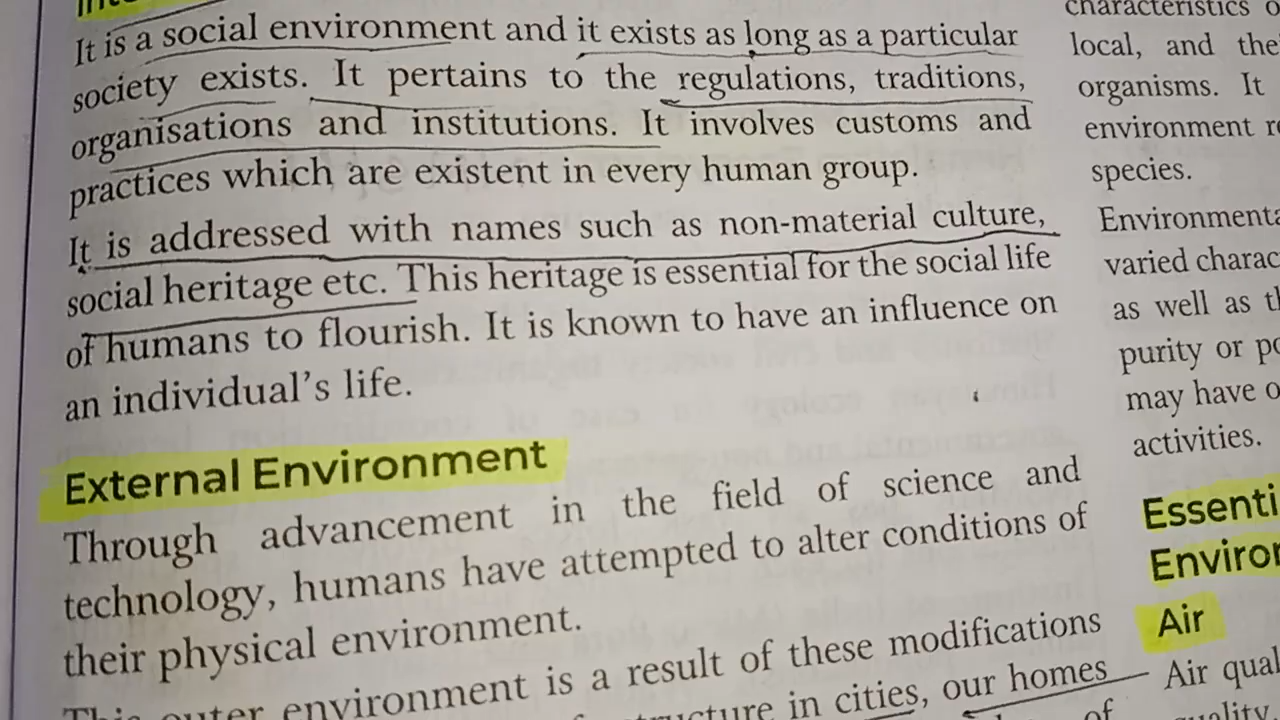 It is a social environment and it exists as long as a particular
society exists. It pertains to the regulations, traditions,
organisations and institutions. It involves customs and
practices which are existent in every human group.
It is addressed with names such as non-material culture,
social heritage etc. This heritage is essential for the social life
of humans to flourish. It is known to have an influence on
an individual's life.
External Environment
Through advancement in the field of science and
technology, humans have attempted to alter conditions of
their physical environment.
This outer environment is a result of these modifications
in cities, our homes
of
characteristics
local, and
organisms. It
environment
species.
varied
as well as
purity or
may have
activities.
Air
Air